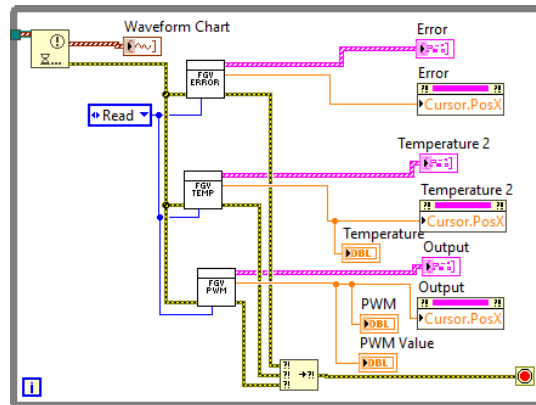 Waveform Chart
Error
FGV
ERROR
Error
Cursor.PosX
Read
Temperature 2
FGV
TEMP
Temperature 2
Cursor.PosX
Temperature
DBL
Output
FGV
PWM
Output
PWM
DBL
Cursor.PosX
PWM Value
DBL
?!
?! →?!
?!
i